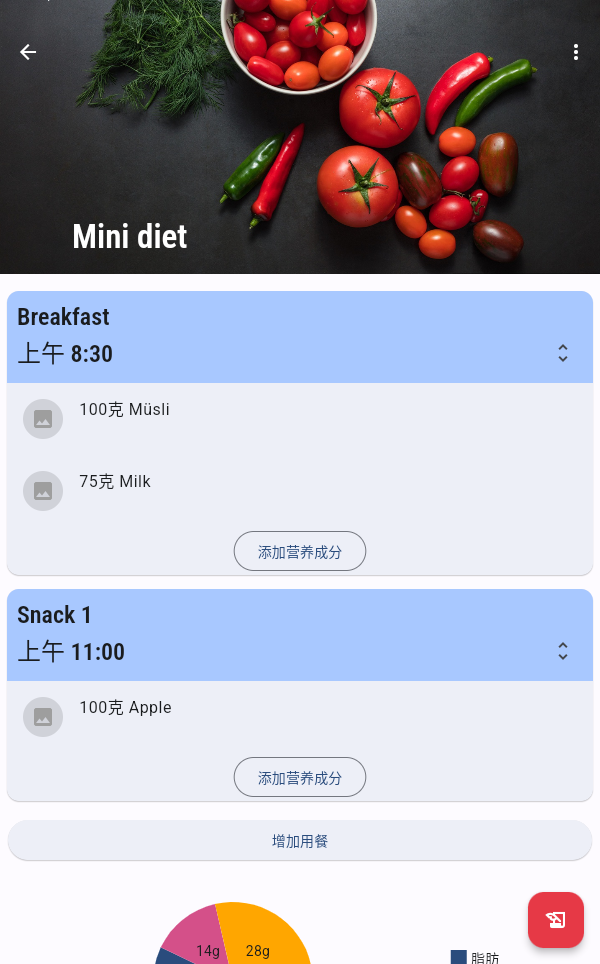 Mini diet
Breakfast
上午 8:30
100克 Müsli
75克 Milk
添加营养成分
Snack 1
上午 11:00
100克 Apple
添加营养成分
增加用餐
14g
28g
脂肪